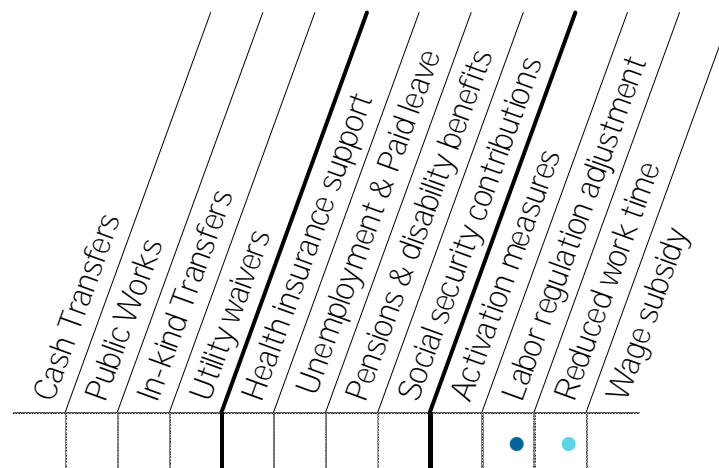 Cash Transfers
Public Works
In-Kind Transfers
Utility waivers
Health insurance support
Unemployment & Paid leave
Pensions & disability benefits
Social security contributions
Activation measures
Labor regulation adjustment
Reduced work time
Wage subsidy